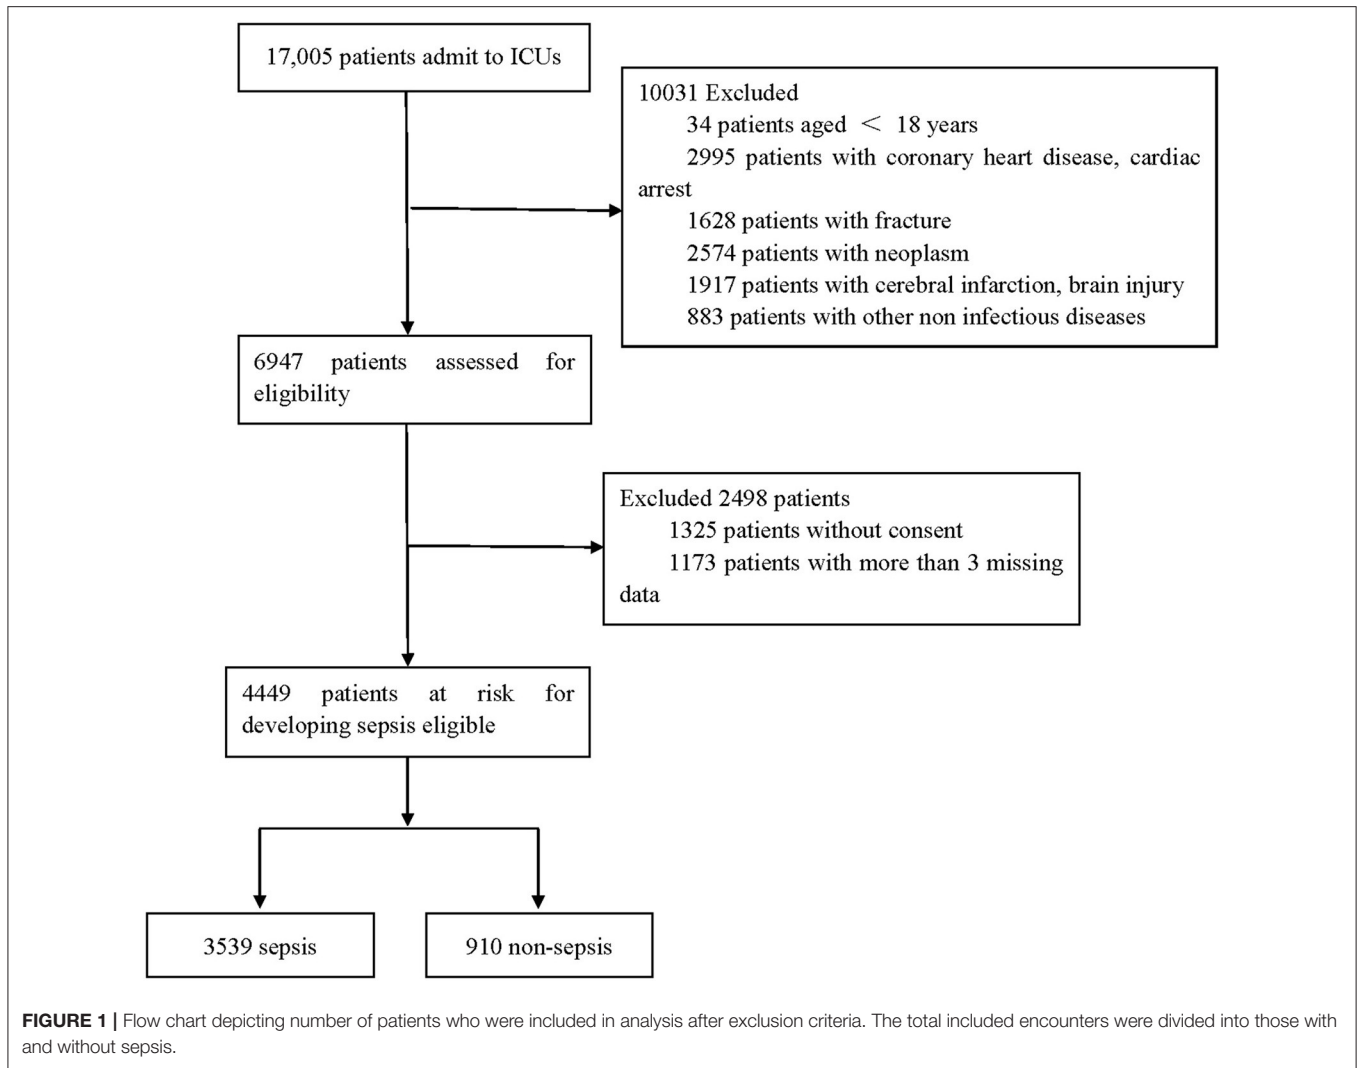 17,005 patients admit to ICUs
10031 Excluded
34 patients aged < 18 years
2995 patients with coronary heart disease, cardiac
arrest
1628 patients with fracture
2574 patients with neoplasm
1917 patients with cerebral infarction, brain injury
883 patients with other non infectious diseases
6947 patients assessed for
eligibility
Excluded 2498 patients
1325 patients without consent
1173 patients with more than 3 missing
data
4449 patients at risk for
developing sepsis eligible
3539 sepsis
910 non-sepsis
FIGURE 1 | Flow chart depicting number of patients who were included in analysis after exclusion criteria. The total included encounters were divided into those with
and without sepsis.